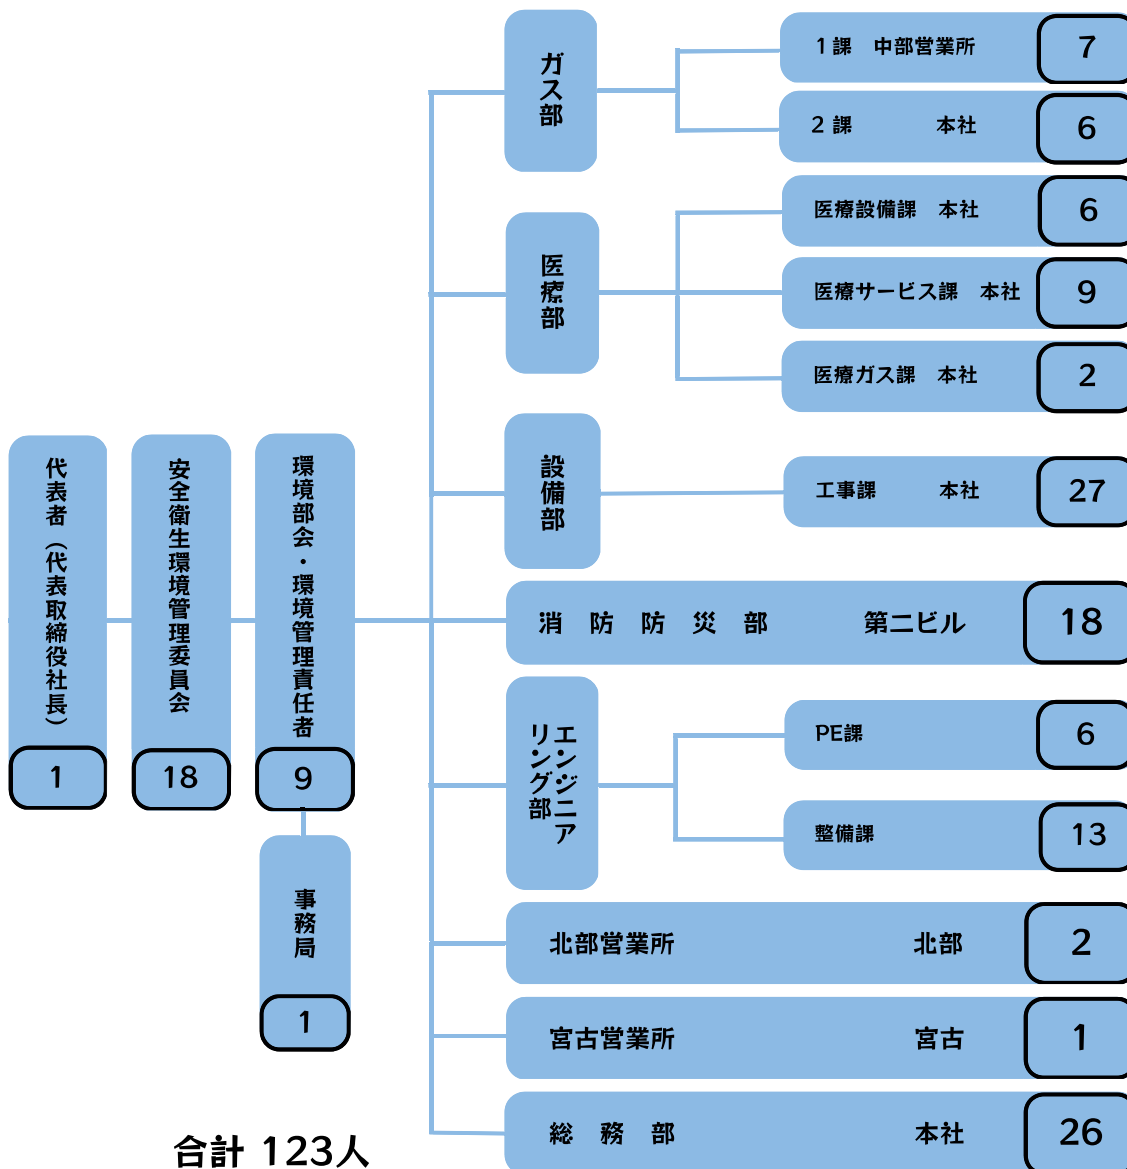 ガス部
1課　中部営業所
7
2課　本社
6
医療部
医療設備課　本社
6
医療サービス課　本社
9
医療ガス課　本社
2
設備部
工事課　本社
27
消　防　防　災　部　第二ビル
18
エンジニア
リング部
PE課
6
整備課
13
北部営業所　北部
2
宮古営業所　宮古
1
総　務　部　本社
26
代表者（代表取締役社長）
1
安全衛生環境管理委員会
18
環境部会・環境管理責任者
9
事務局
1
合計 123人